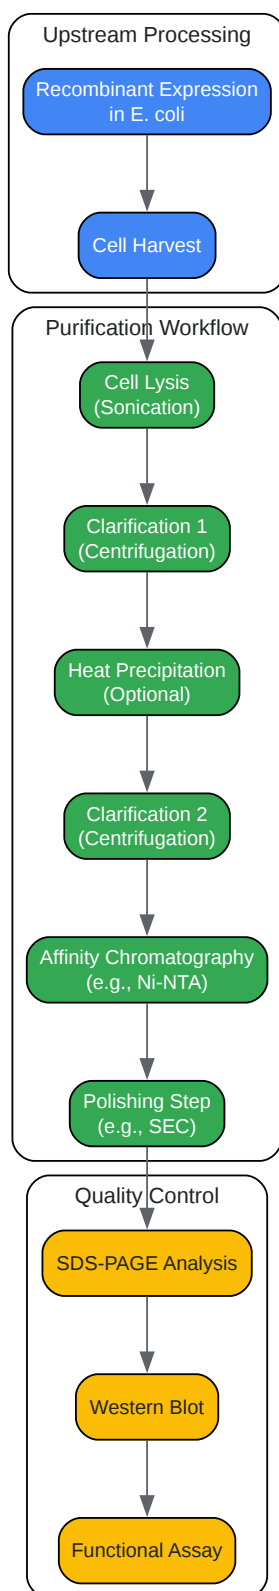 Upstream Processing
Recombinant Expression
in E. coli
Cell Harvest
Purification Workflow
Cell Lysis
(Sonication)
Clarification 1
(Centrifugation)
Heat Precipitation
(Optional)
Clarification 2
(Centrifugation)
Affinity Chromatography
(e.g., Ni-NTA)
Polishing Step
(e.g., SEC)
Quality Control
SDS-PAGE Analysis
Western Blot
Functional Assay